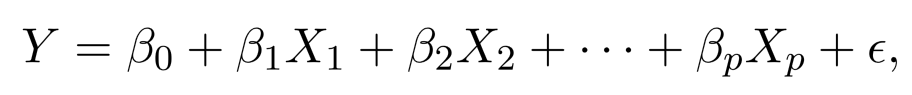 Y = β₀ + β₁X₁ + β₂X₂ + ⋯ + βₚXₚ + ϵ,